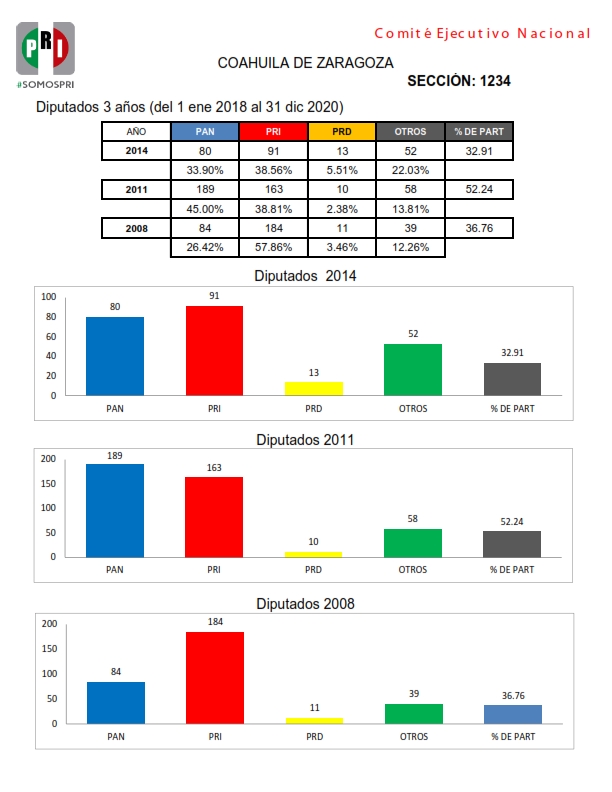 PRI
#SOMOSPRI
Comité Ejecutivo Nacional
COAHUILA DE ZARAGOZA
SECCIÓN: 1234
Diputados 3 años (del 1 ene 2018 al 31 dic 2020)
AÑO PAN PRI PRD OTROS % DE PART
2014 80 91 13 52 32.91
33.90% 38.56% 5.51% 22.03%
2011 189 163 10 58 52.24
45.00% 38.81% 2.38% 13.81%
2008 84 184 11 39 36.76
26.42% 57.86% 3.46% 12.26%
Diputados 2014
100
80
60
40
20
0
80
91
13
52
32.91
PAN PRI PRD OTROS % DE PART
Diputados 2011
200
150
100
50
0
189
163
10
58
52.24
PAN PRI PRD OTROS % DE PART
Diputados 2008
200
150
100
50
0
84
184
11
39
36.76
PAN PRI PRD OTROS % DE PART